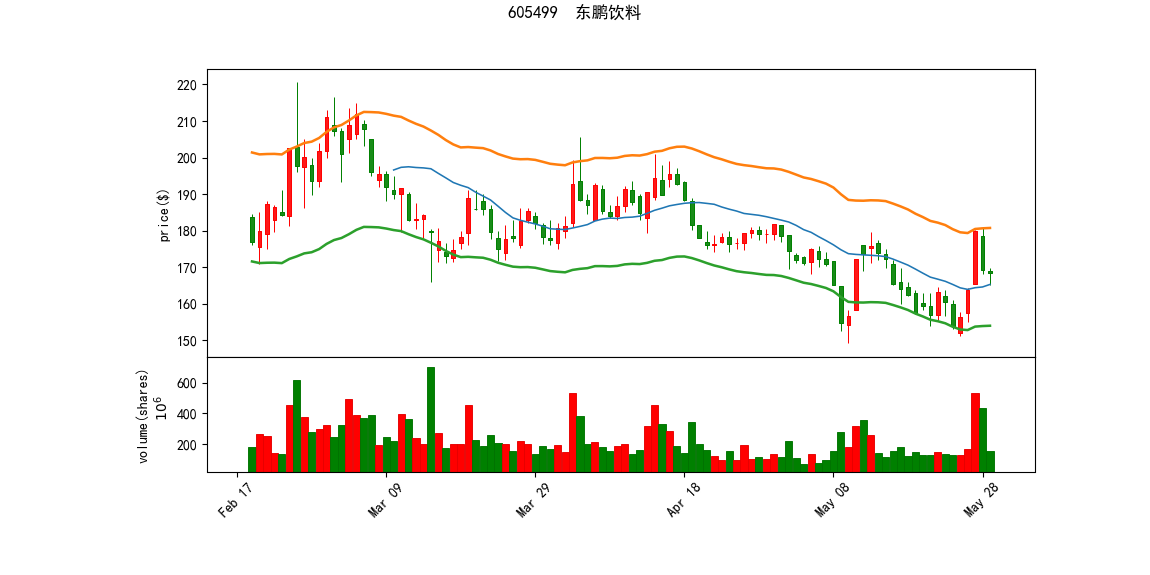 605499 东鹏饮料
price($)
220
210
200
190
180
170
160
150
volume(shares)
10^6
600
400
200
Feb 17
Mar 09
Mar 29
Apr 18
May 08
May 28